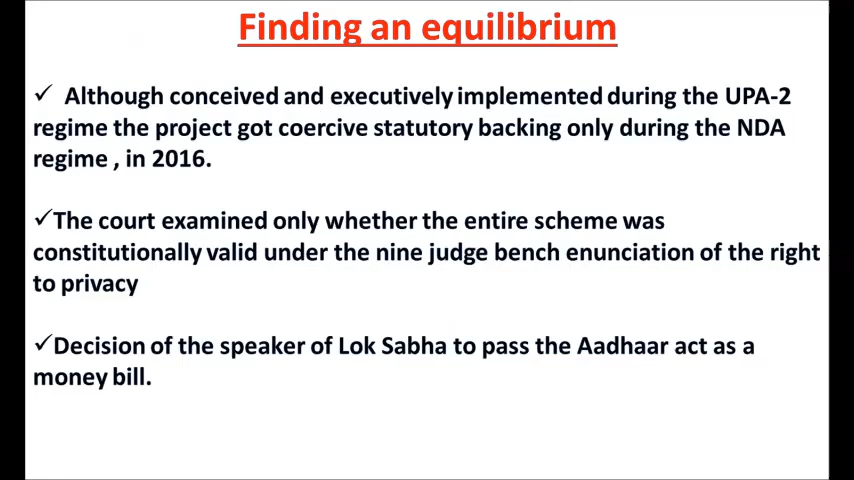 Finding an equilibrium
✓ Although conceived and executively implemented during the UPA-2
regime the project got coercive statutory backing only during the NDA
regime , in 2016.
✓The court examined only whether the entire scheme was
constitutionally valid under the nine judge bench enunciation of the right
to privacy
✓Decision of the speaker of Lok Sabha to pass the Aadhaar act as a
money bill.